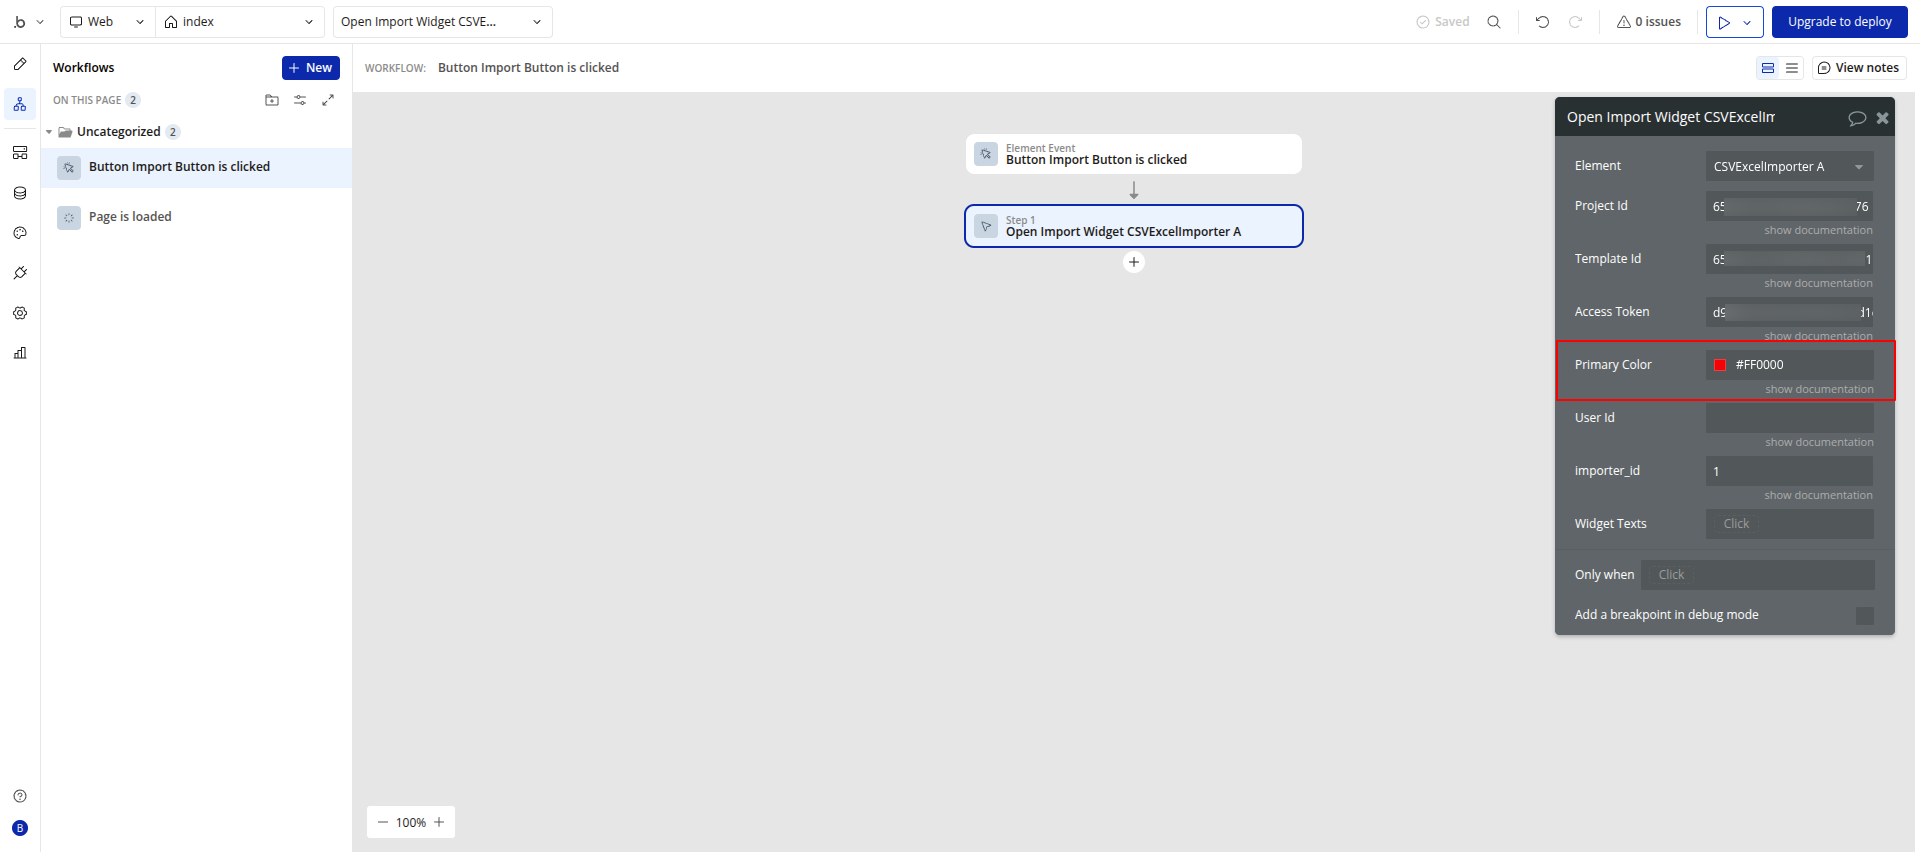 .b Web index Open Import Widget CSVE... Saved 0 issues Upgrade to deploy
Workflows + New
WORKFLOW: Button Import Button is clicked
View notes
ON THIS PAGE 2
Uncategorized 2
Button Import Button is clicked
Page is loaded
Element Event
Button Import Button is clicked
Step 1
Open Import Widget CSVExcelImporter A
Open Import Widget CSVExcelIm
Element CSVExcelImporter A
Project Id 65 76
show documentation
Template Id 65 1
show documentation
Access Token d9 d1
show documentation
Primary Color #FF0000
show documentation
User Id
show documentation
importer_id 1
show documentation
Widget Texts Click
Only when Click
Add a breakpoint in debug mode
100%
B